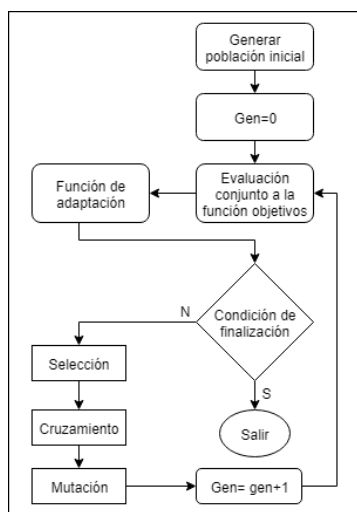 Generar
población inicial
Gen=0
Evaluación
conjunto a la
función objetivos
Función de
adaptación
Condición de
finalización
N
S
Selección
Cruzamiento
Salir
Mutación
Gen= gen+1